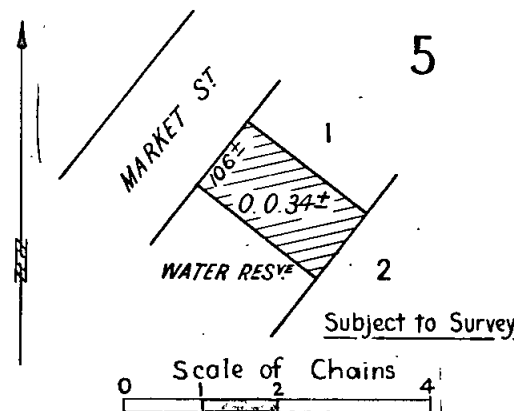 5
MARKET ST.
1
106±
0.0.34±
WATER RESVE
2
Subject to Survey
Scale of Chains
0 1 2 4